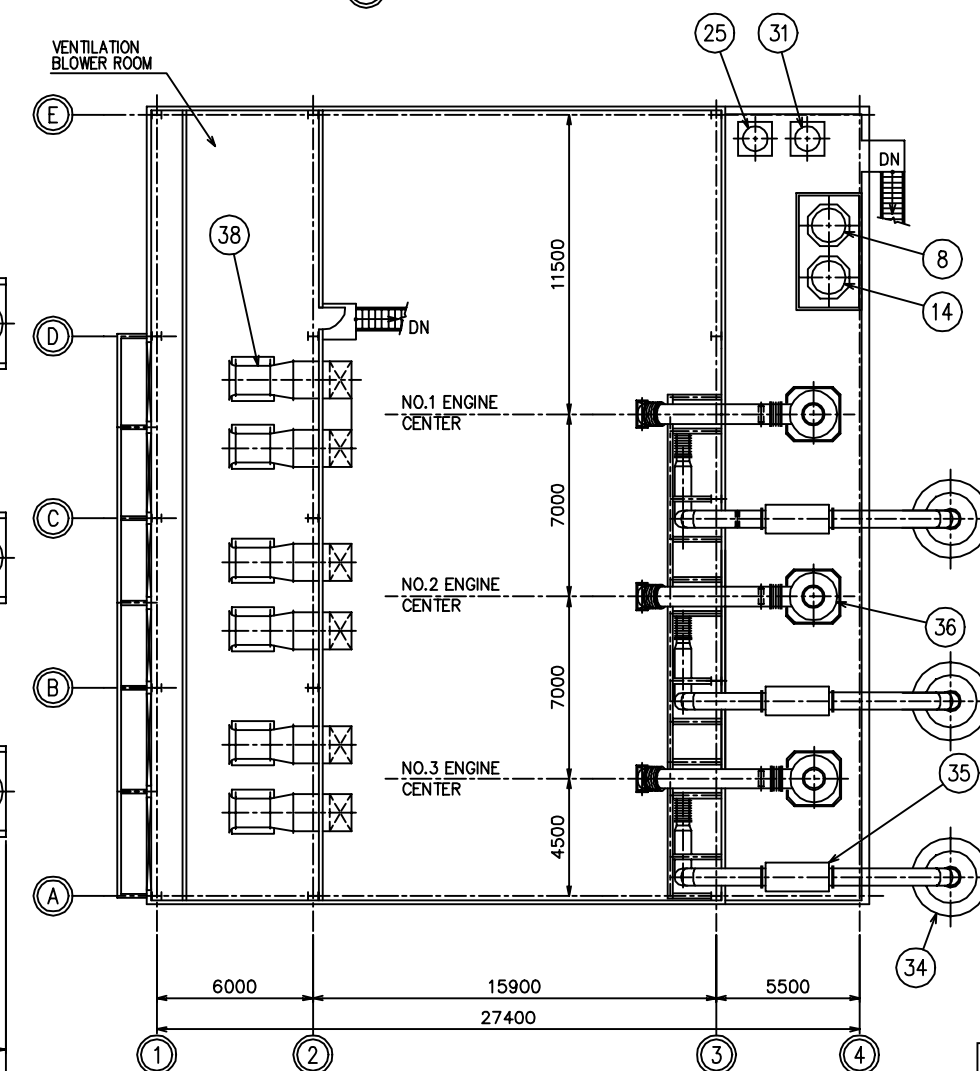 VENTILATION
BLOWER ROOM
25
31
E
DN
38
8
11500
14
D
DN
NO.1 ENGINE
CENTER
7000
C
NO.2 ENGINE
CENTER
36
B
7000
NO.3 ENGINE
CENTER
35
4500
A
34
6000
15900
5500
27400
1
2
3
4